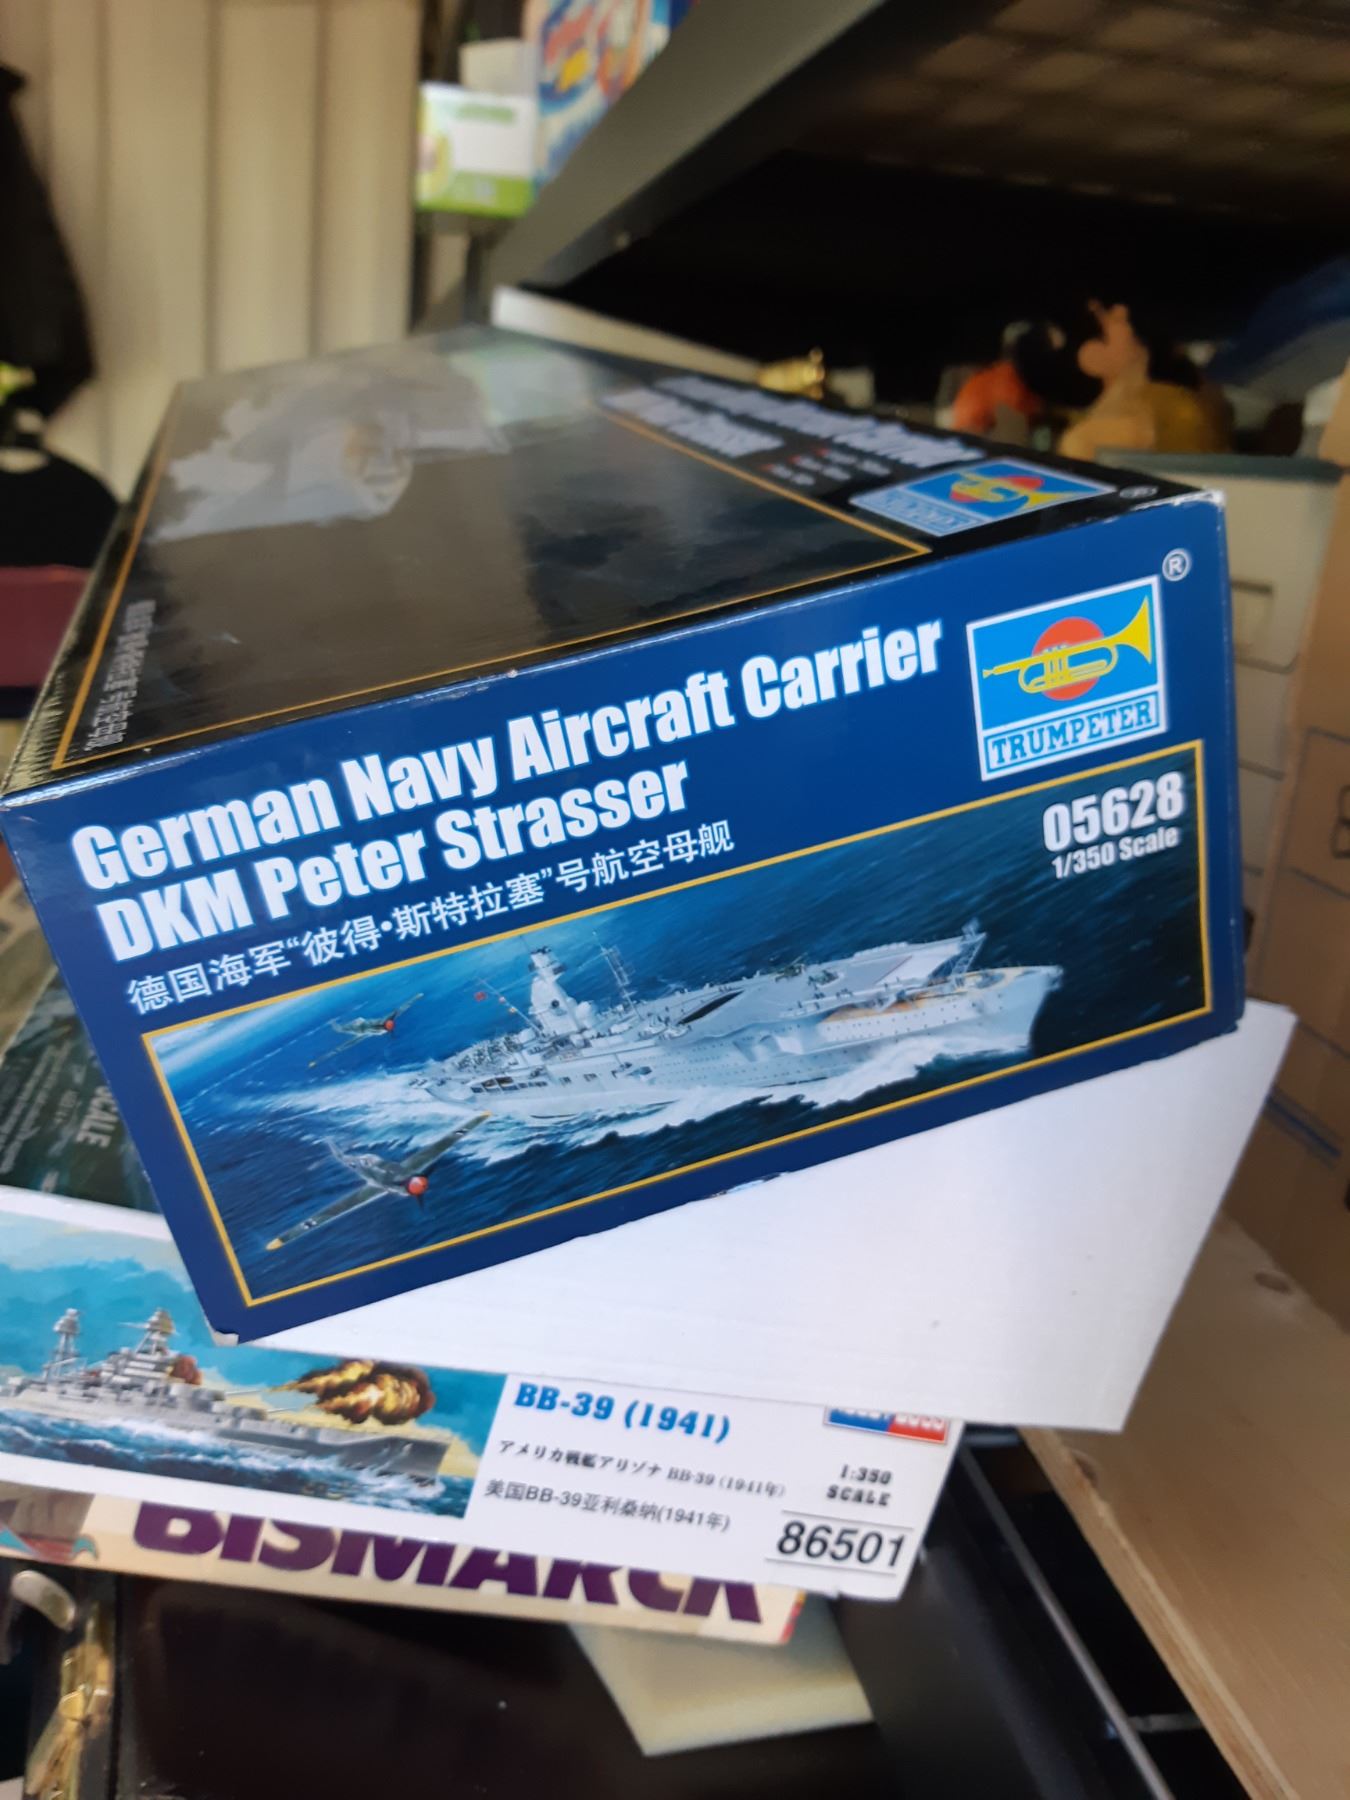 German Navy Aircraft Carrier
DKM Peter Strasser
德国海军“彼得·斯特拉塞”号航空母舰
®
TRUMPETER
05628
1/350 Scale
SCALE
BB-39 (1941)
アメリカ戦艦アリゾナ BB-39 (1941年)
美国BB-39亚利桑纳(1941年)
1:350
SCALE
86501
BISMARCK